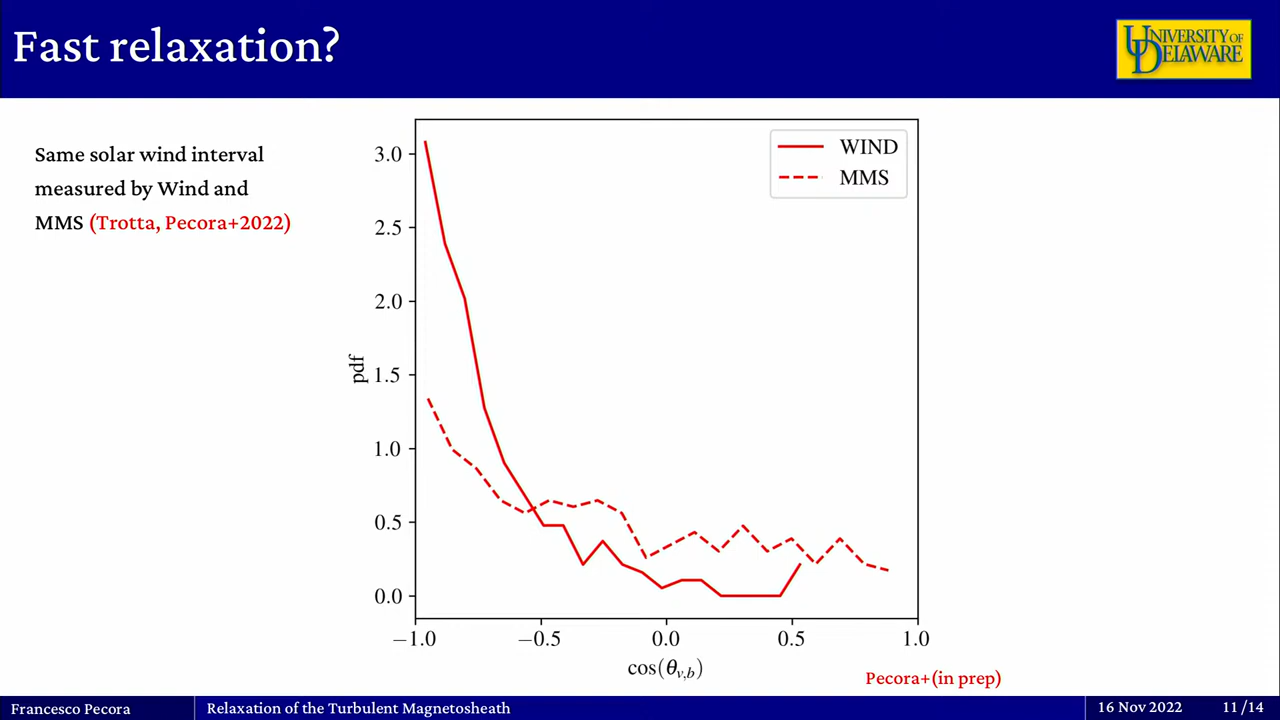 Fast relaxation?
UNIVERSITY OF
DELAWARE
Same solar wind interval
measured by Wind and
MMS (Trotta, Pecora+2022)
WIND
MMS
3.0
2.5
2.0
1.5
1.0
0.5
0.0
pdf
−1.0 −0.5 0.0 0.5 1.0
cos(θv,b)
Pecora+(in prep)
Francesco Pecora Relaxation of the Turbulent Magnetosheath 16 Nov 2022 11/14